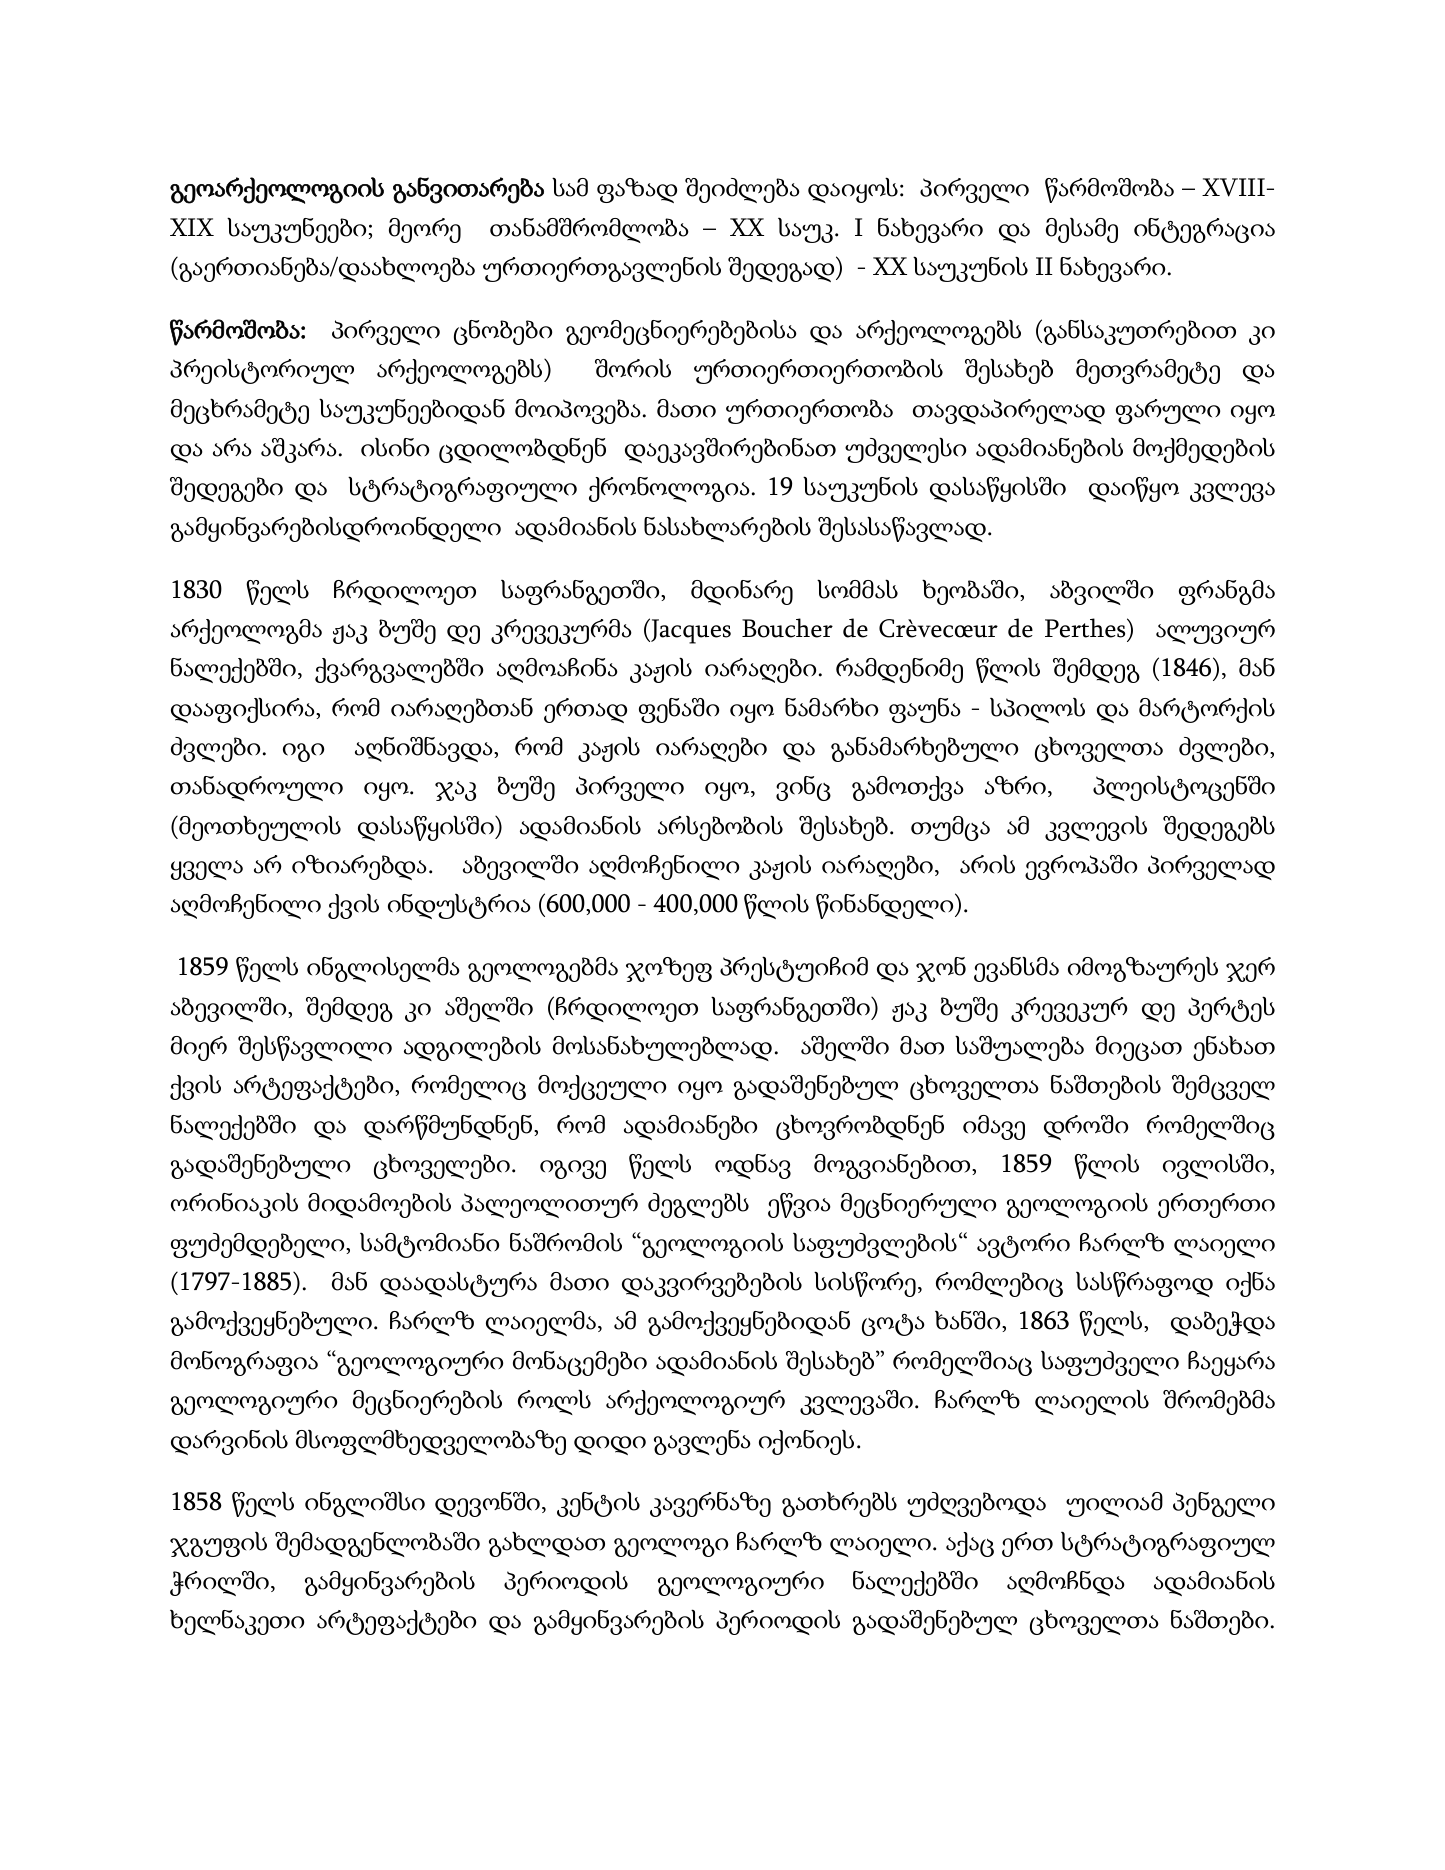 გეოარქეოლოგიის განვითარება სამ ფაზად შეიძლება დაიყოს: პირველი წარმოშობა – XVIII-
XIX საუკუნეები; მეორე თანამშრომლობა – XX საუკ. I ნახევარი და მესამე ინტეგრაცია
(გაერთიანება/დაახლოება ურთიერთგავლენის შედეგად) - XX საუკუნის II ნახევარი.
წარმოშობა: პირველი ცნობები გეომეცნიერებებისა და არქეოლოგებს (განსაკუთრებით კი
პრეისტორიულ არქეოლოგებს) შორის ურთიერთიერთობის შესახებ მეთვრამეტე და
მეცხრამეტე საუკუნეებიდან მოიპოვება. მათი ურთიერთობა თავდაპირელად ფარული იყო
და არა აშკარა. ისინი ცდილობდნენ დაეკავშირებინათ უძველესი ადამიანების მოქმედების
შედეგები და სტრატიგრაფიული ქრონოლოგია. 19 საუკუნის დასაწყისში დაიწყო კვლევა
გამყინვარებისდროინდელი ადამიანის ნასახლარების შესასაწავლად.
1830 წელს ჩრდილოეთ საფრანგეთში, მდინარე სომმას ხეობაში, აბვილში ფრანგმა
არქეოლოგმა ჟაკ ბუშე დე კრევეკურმა (Jacques Boucher de Crèvecœur de Perthes) ალუვიურ
ნალექებში, ქვარგვალებში აღმოაჩინა კაჟის იარაღები. რამდენიმე წლის შემდეგ (1846), მან
დააფიქსირა, რომ იარაღებთან ერთად ფენაში იყო ნამარხი ფაუნა - სპილოს და მარტორქის
ძვლები. იგი აღნიშნავდა, რომ კაჟის იარაღები და განამარხებული ცხოველთა ძვლები,
თანადროული იყო. ჯაკ ბუშე პირველი იყო, ვინც გამოთქვა აზრი, პლეისტოცენში
(მეოთხეულის დასაწყისში) ადამიანის არსებობის შესახებ. თუმცა ამ კვლევის შედეგებს
ყველა არ იზიარებდა. აბევილში აღმოჩენილი კაჟის იარაღები, არის ევროპაში პირველად
აღმოჩენილი ქვის ინდუსტრია (600,000 - 400,000 წლის წინანდელი).
1859 წელს ინგლისელმა გეოლოგებმა ჯოზეფ პრესტუიჩიმ და ჯონ ევანსმა იმოგზაურეს ჯერ
აბევილში, შემდეგ კი აშელში (ჩრდილოეთ საფრანგეთში) ჟაკ ბუშე კრევეკურ დე პერტეს
მიერ შესწავლილი ადგილების მოსანახულებლად. აშელში მათ საშუალება მიეცათ ენახათ
ქვის არტეფაქტები, რომელიც მოქცეული იყო გადაშენებულ ცხოველთა ნაშთების შემცველ
ნალექებში და დარწმუნდნენ, რომ ადამიანები ცხოვრობდნენ იმავე დროში რომელშიც
გადაშენებული ცხოველები. იგივე წელს ოდნავ მოგვიანებით, 1859 წლის ივლისში,
ორინიაკის მიდამოების პალეოლითურ ძეგლებს ეწვია მეცნიერული გეოლოგიის ერთერთი
ფუძემდებელი, სამტომიანი ნაშრომის “გეოლოგიის საფუძვლების“ ავტორი ჩარლზ ლაიელი
(1797-1885). მან დაადასტურა მათი დაკვირვებების სისწორე, რომლებიც სასწრაფოდ იქნა
გამოქვეყნებული. ჩარლზ ლაიელმა, ამ გამოქვეყნებიდან ცოტა ხანში, 1863 წელს, დაბეჭდა
მონოგრაფია “გეოლოგიური მონაცემები ადამიანის შესახებ” რომელშიაც საფუძველი ჩაეყარა
გეოლოგიური მეცნიერების როლს არქეოლოგიურ კვლევაში. ჩარლზ ლაიელის შრომებმა
დარვინის მსოფლმხედველობაზე დიდი გავლენა იქონიეს.
1858 წელს ინგლიშსი დევონში, კენტის კავერნაზე გათხრებს უძღვებოდა უილიამ პენგელი
ჯგუფის შემადგენლობაში გახლდათ გეოლოგი ჩარლზ ლაიელი. აქაც ერთ სტრატიგრაფიულ
ჭრილში, გამყინვარების პერიოდის გეოლოგიური ნალექებში აღმოჩნდა ადამიანის
ხელნაკეთი არტეფაქტები და გამყინვარების პერიოდის გადაშენებულ ცხოველთა ნაშთები.